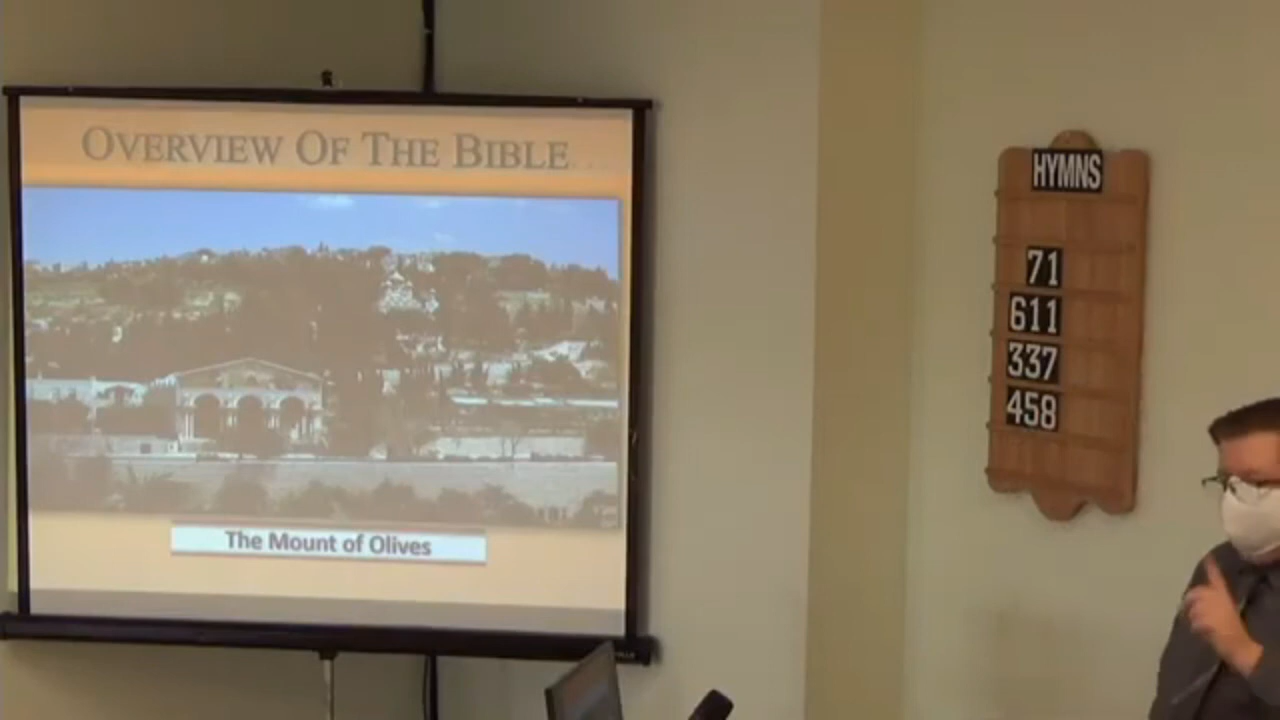 OVERVIEW OF THE BIBLE...
The Mount of Olives
HYMNS
71
611
337
458